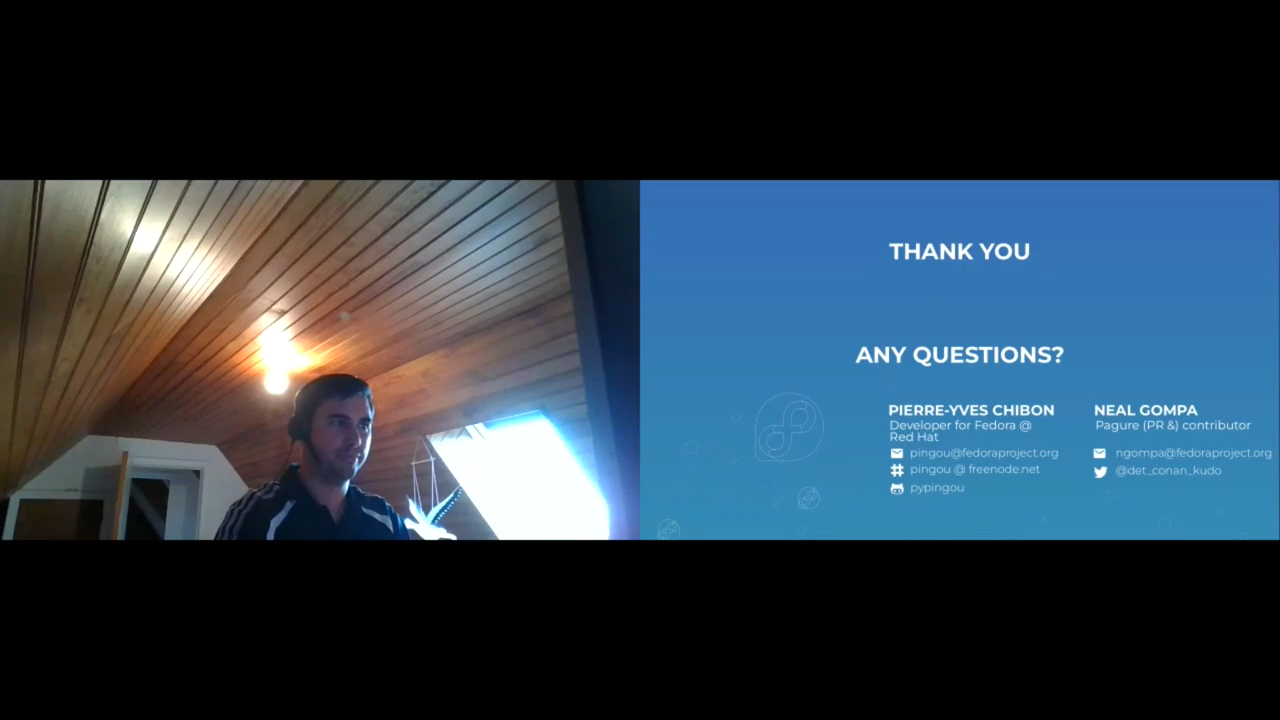 THANK YOU
ANY QUESTIONS?
PIERRE-YVES CHIBON
Developer for Fedora @
Red Hat
pingou@fedoraproject.org
pingou @ freenode.net
pypingou
NEAL GOMPA
Pagure (PR &) contributor
ngompa@fedoraproject.org
@det_conan_kudo